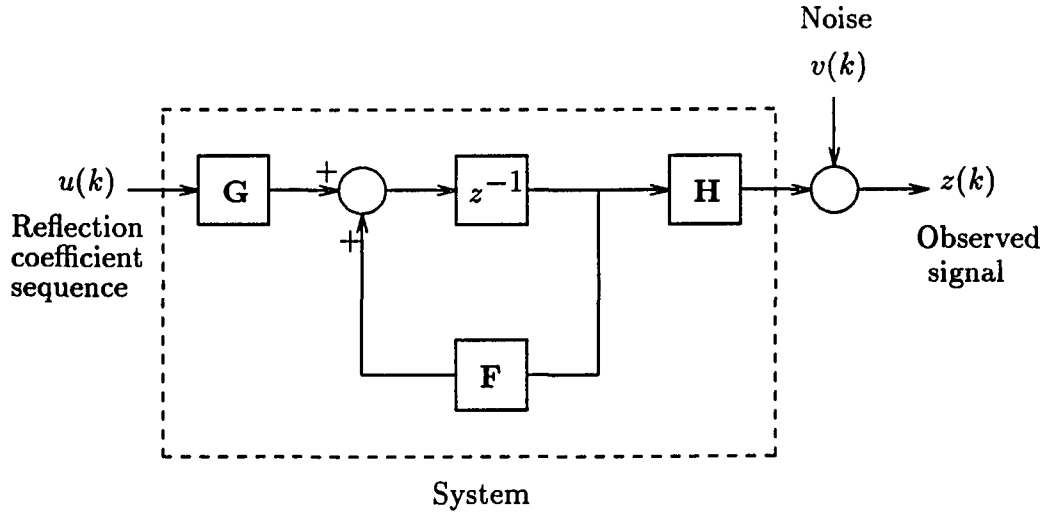 Noise
v(k)
u(k)
G
+
z⁻¹
H
z(k)
Reflection
coefficient
sequence
+
Observed
signal
F
System